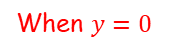 When y = 0